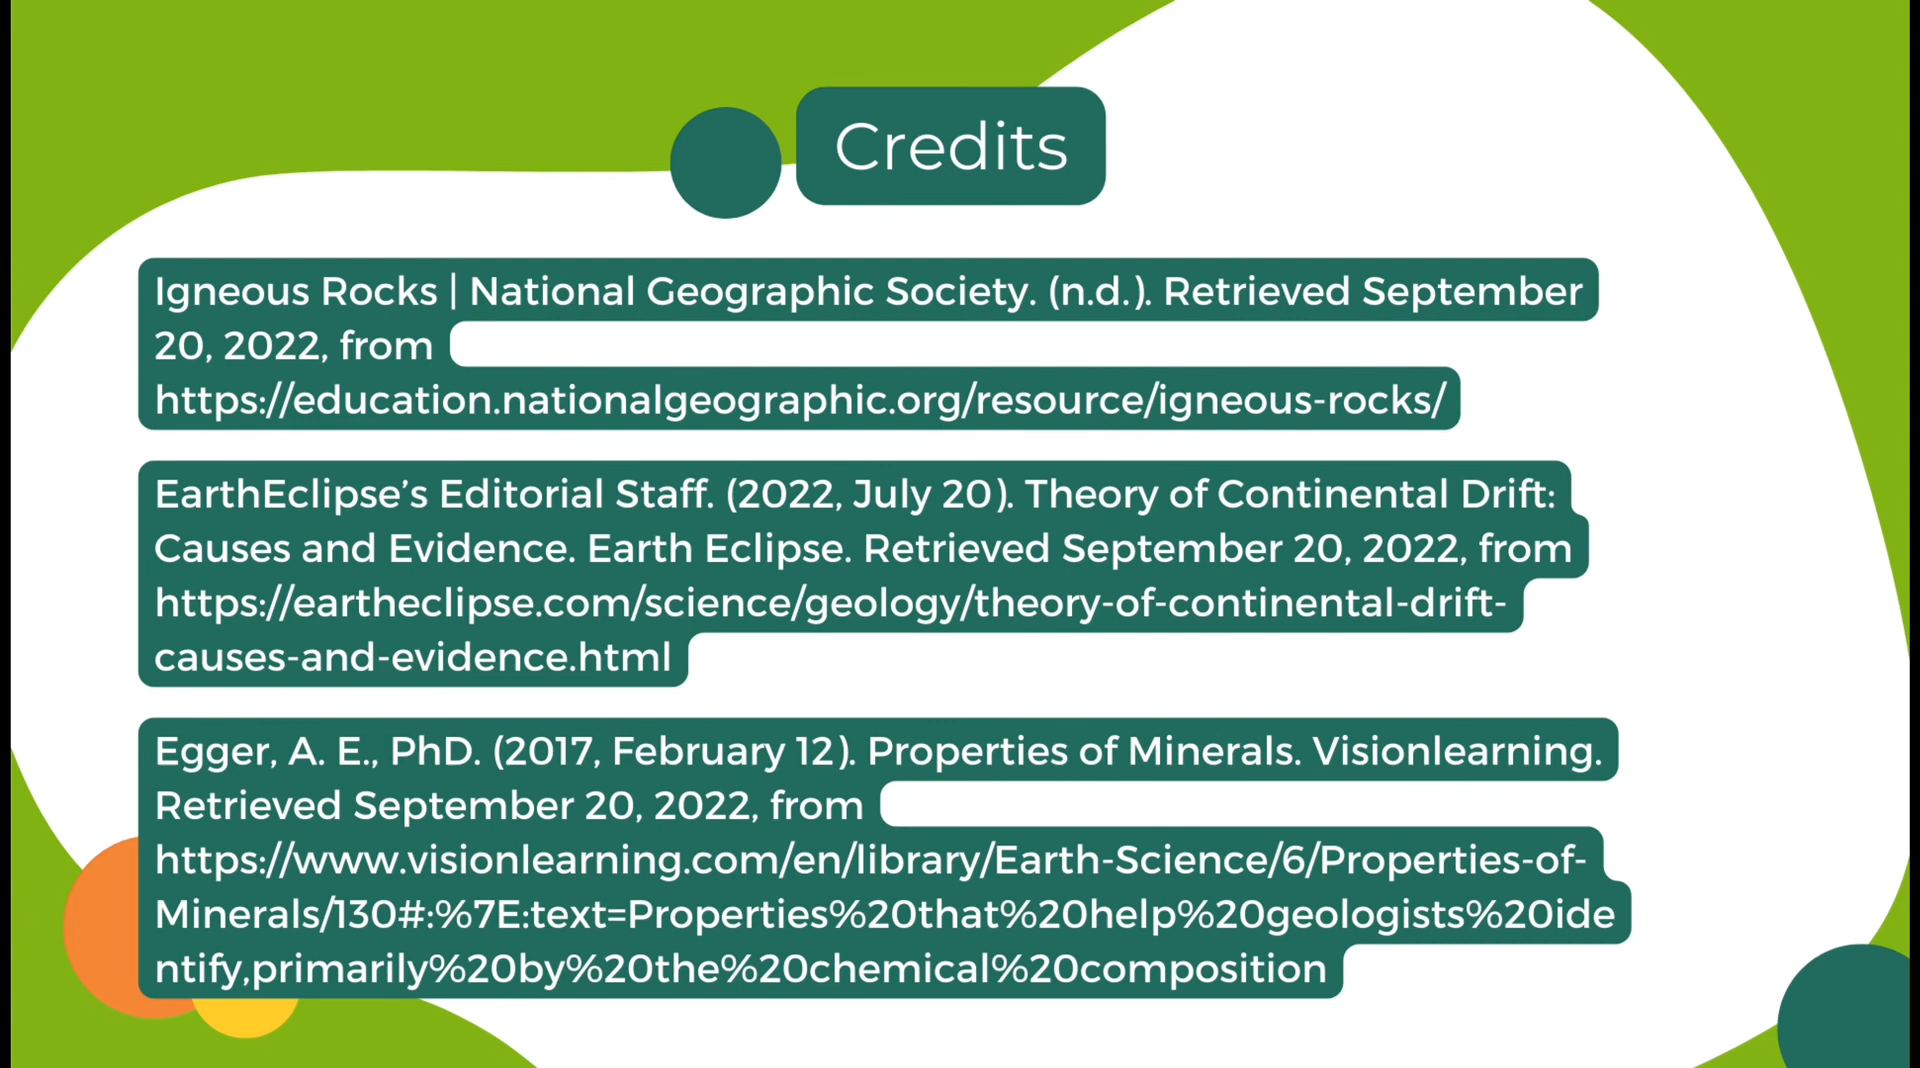 Credits
Igneous Rocks | National Geographic Society. (n.d.). Retrieved September
20, 2022, from
https://education.nationalgeographic.org/resource/igneous-rocks/
EarthEclipse’s Editorial Staff. (2022, July 20). Theory of Continental Drift:
Causes and Evidence. Earth Eclipse. Retrieved September 20, 2022, from
https://eartheclipse.com/science/geology/theory-of-continental-drift-
causes-and-evidence.html
Egger, A. E., PhD. (2017, February 12). Properties of Minerals. Visionlearning.
Retrieved September 20, 2022, from
https://www.visionlearning.com/en/library/Earth-Science/6/Properties-of-
Minerals/130#:%7E:text=Properties%20that%20help%20geologists%20ide
ntify,primarily%20by%20the%20chemical%20composition